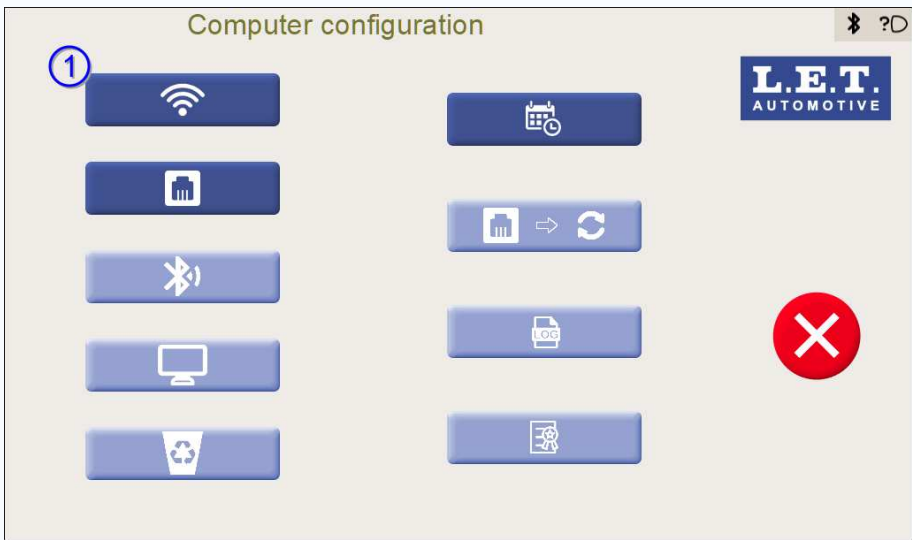 Computer configuration
?
1
L.E.T.
AUTOMOTIVE
LOG